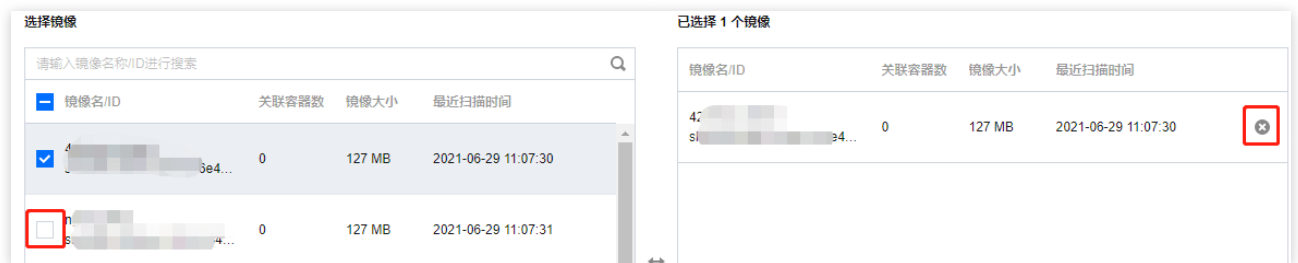 选择镜像
请输入镜像名称/ID进行搜索
镜像名/ID 关联容器数 镜像大小 最近扫描时间
0 127 MB 2021-06-29 11:07:30
6e4...
0 127 MB 2021-06-29 11:07:31
4...
已选择 1 个镜像
镜像名/ID 关联容器数 镜像大小 最近扫描时间
42
0 127 MB 2021-06-29 11:07:30
e4...